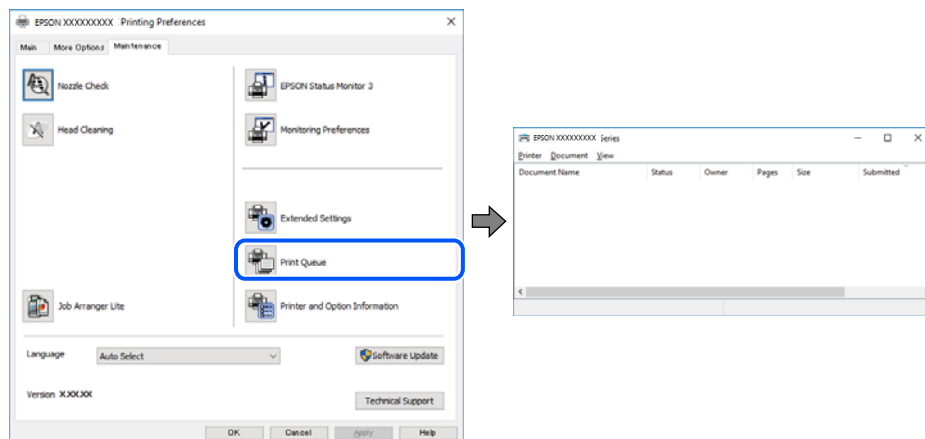 EPSON XXXXXXXXX Printing Preferences
Main More Options Maintenance
Nozzle Check
Head Cleaning
Job Arranger Lite
EPSON Status Monitor 3
Monitoring Preferences
Extended Settings
Print Queue
Printer and Option Information
Language Auto Select
Software Update
Version X.XX.XX
Technical Support
OK Cancel Apply Help
EPSON XXXXXXXXX Series
Printer Document View
Document Name Status Owner Pages Size Submitted